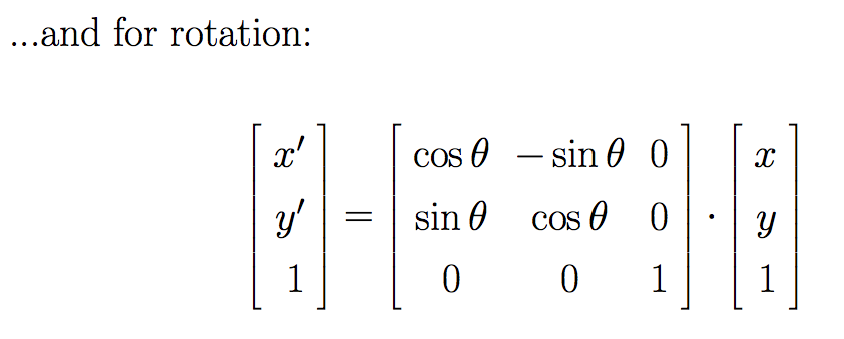 ...and for rotation:
[ x′ ] [ cos θ − sin θ 0 ] [ x ]
[ y′ ] = [ sin θ cos θ 0 ] · [ y ]
[ 1 ] [ 0 0 1 ] [ 1 ]